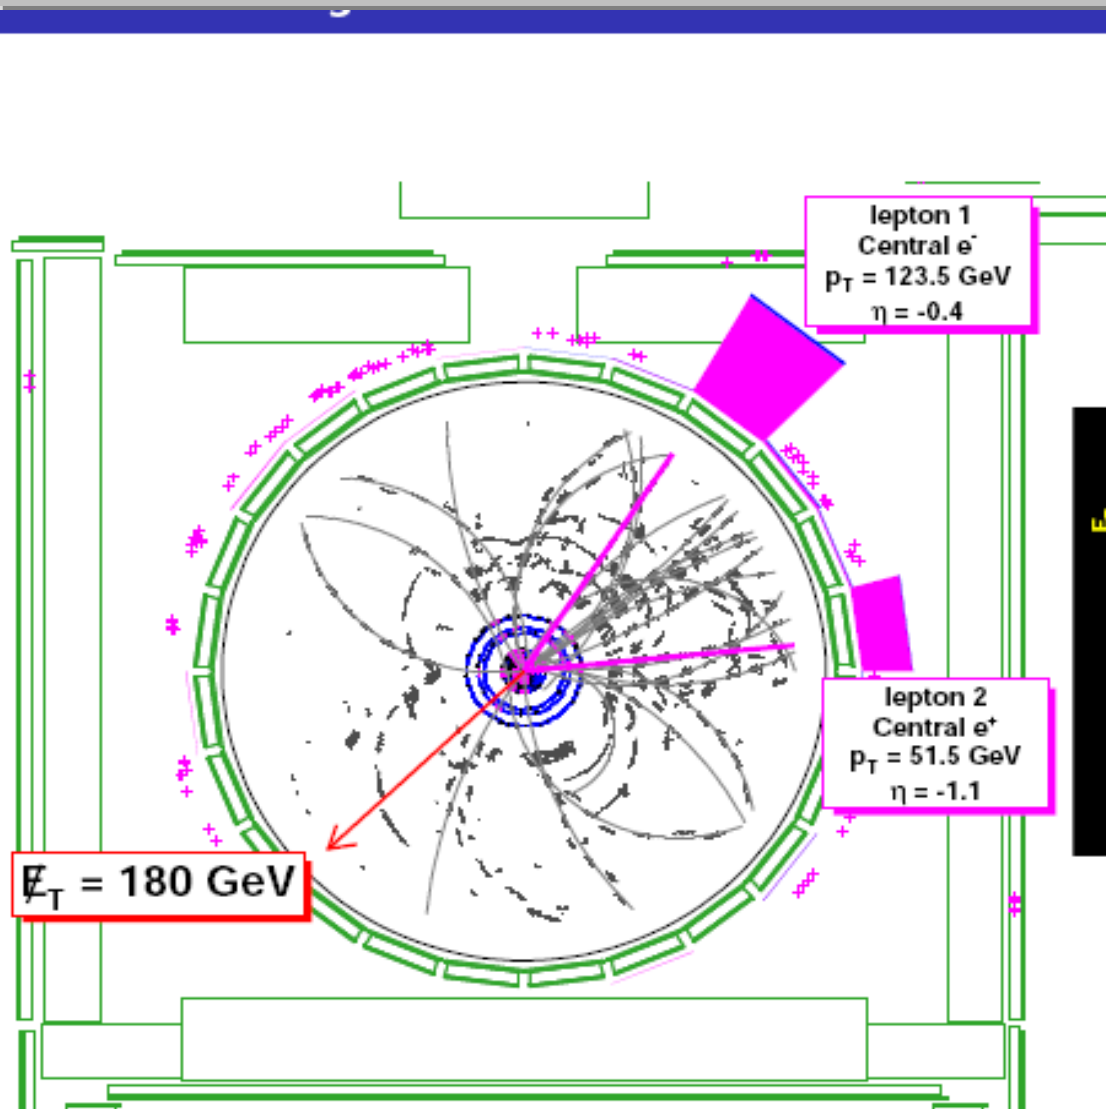 lepton 1
Central e⁻
p_T = 123.5 GeV
η = -0.4
lepton 2
Central e⁺
p_T = 51.5 GeV
η = -1.1
E̸_T = 180 GeV